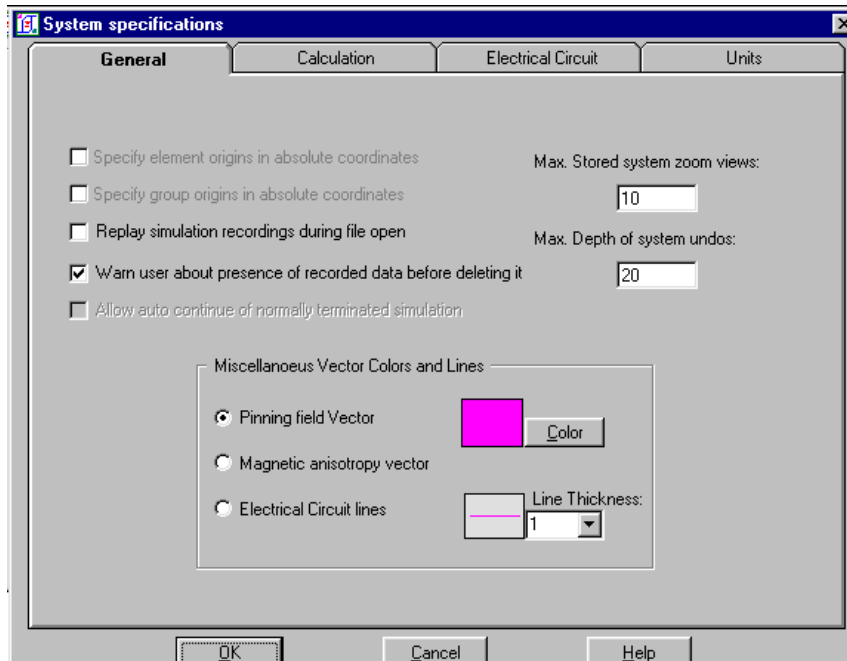 System specifications
General
Calculation
Electrical Circuit
Units
Specify element origins in absolute coordinates
Specify group origins in absolute coordinates
Replay simulation recordings during file open
Warn user about presence of recorded data before deleting it
Allow auto continue of normally terminated simulation
Max. Stored system zoom views:
10
Max. Depth of system undos:
20
Miscellanoeus Vector Colors and Lines
Pinning field Vector
Color
Magnetic anisotropy vector
Electrical Circuit lines
Line Thickness:
1
OK
Cancel
Help